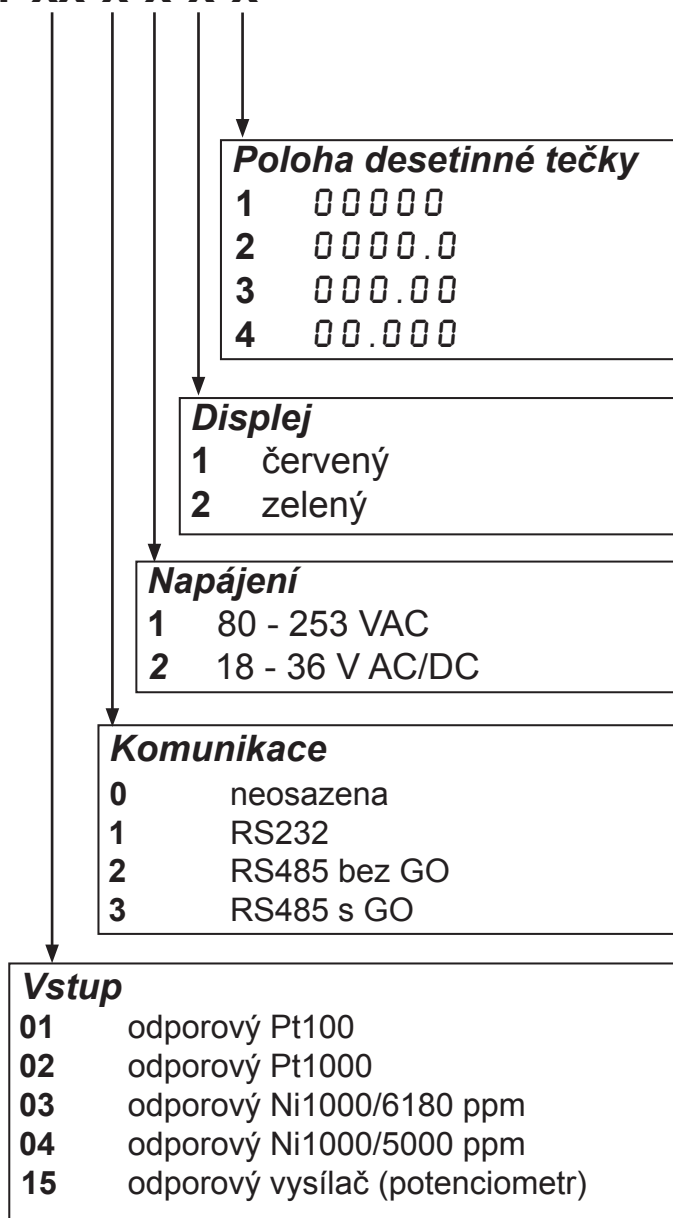 Poloha desetinné tečky
1 00000
2 0000.0
3 000.00
4 00.000
Displej
1 červený
2 zelený
Napájení
1 80 - 253 VAC
2 18 - 36 V AC/DC
Komunikace
0 neosazena
1 RS232
2 RS485 bez GO
3 RS485 s GO
Vstup
01 odporový Pt100
02 odporový Pt1000
03 odporový Ni1000/6180 ppm
04 odporový Ni1000/5000 ppm
15 odporový vysílač (potenciometr)